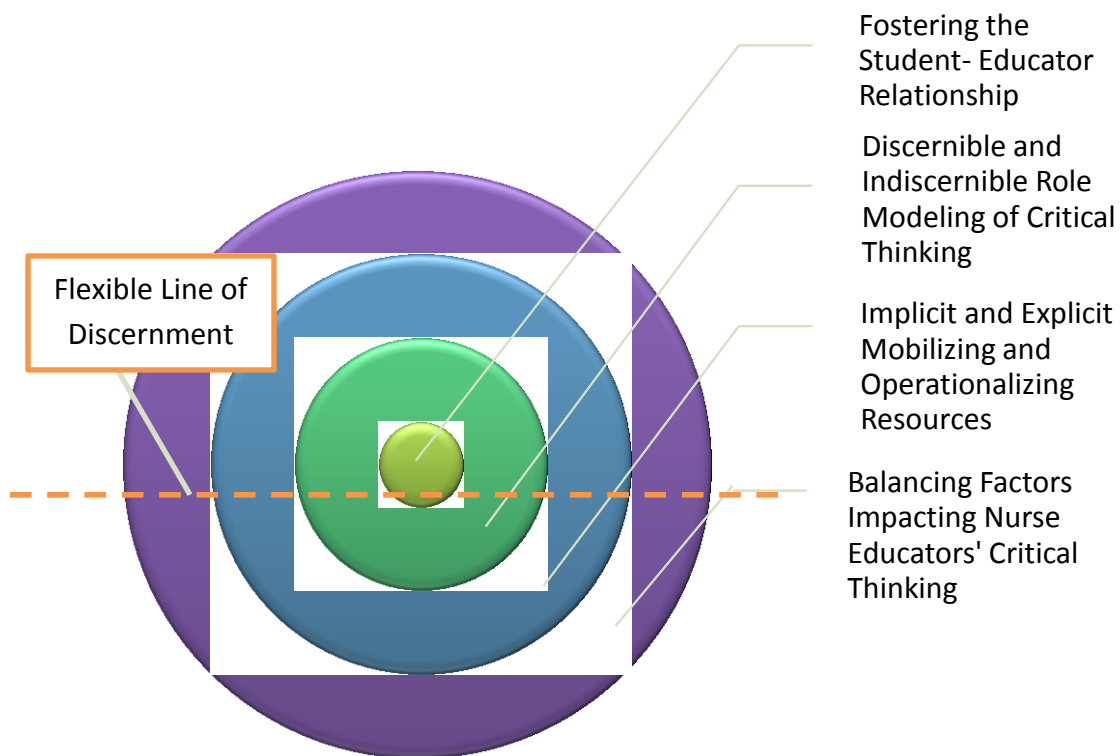 Fostering the
Student- Educator
Relationship
Discernible and
Indiscernible Role
Modeling of Critical
Thinking
Flexible Line of
Discernment
Implicit and Explicit
Mobilizing and
Operationalizing
Resources
Balancing Factors
Impacting Nurse
Educators' Critical
Thinking